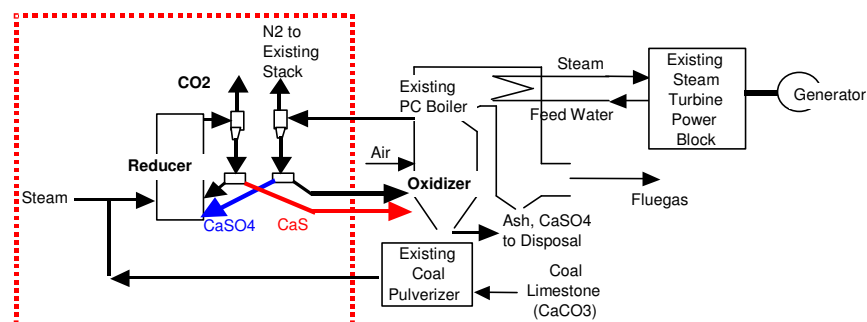 N2 to
Existing
Stack
CO2
Reducer
Steam
CaSO4
CaS
Air
Existing
PC Boiler
Oxidizer
Steam
Feed Water
Existing
Steam
Turbine
Power
Block
Generator
Fluegas
Ash, CaSO4
to Disposal
Existing
Coal
Pulverizer
Coal
Limestone
(CaCO3)